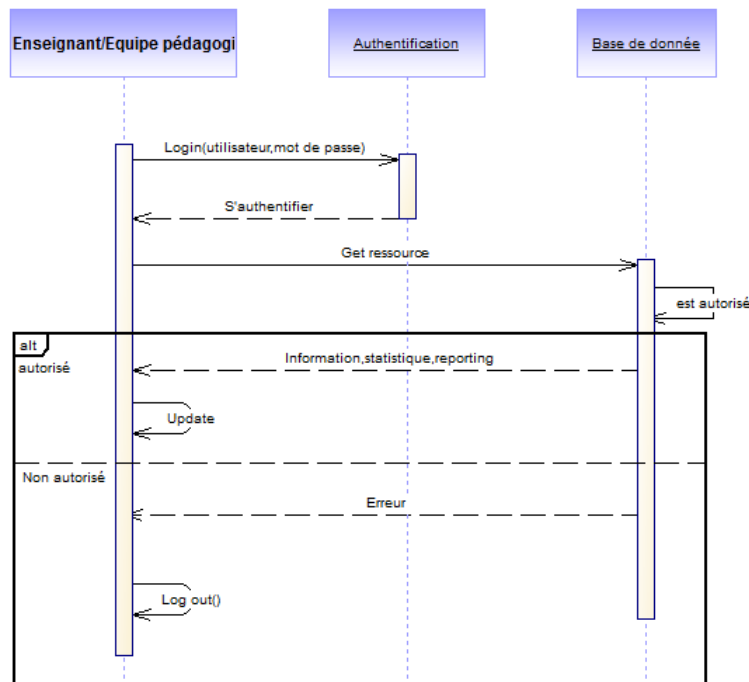 Enseignant/Equipe pédagogi
Authentification
Base de donnée
Login(utilisateur,mot de passe)
S'authentifier
Get ressource
est autorisé
alt
autorisé
Information,statistique,reporting
Update
Non autorisé
Erreur
Log out()